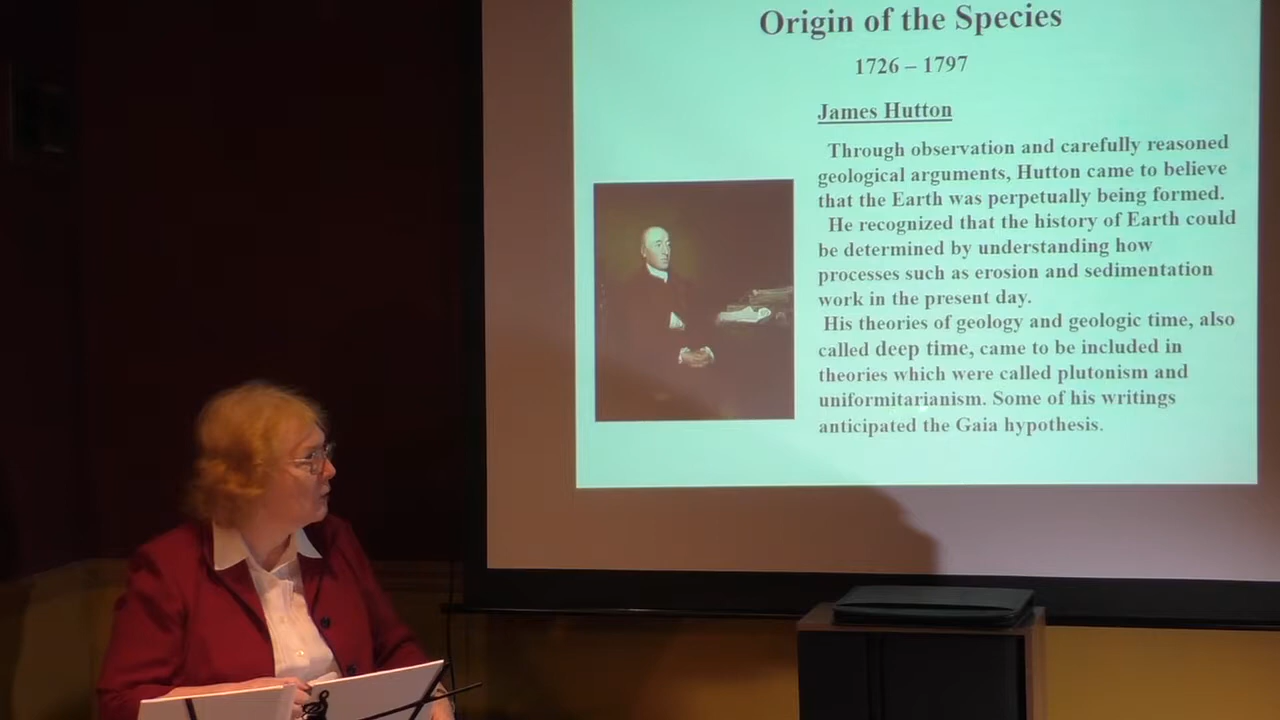 Origin of the Species
1726 – 1797
James Hutton
Through observation and carefully reasoned
geological arguments, Hutton came to believe
that the Earth was perpetually being formed.
He recognized that the history of Earth could
be determined by understanding how
processes such as erosion and sedimentation
work in the present day.
His theories of geology and geologic time, also
called deep time, came to be included in
theories which were called plutonism and
uniformitarianism. Some of his writings
anticipated the Gaia hypothesis.